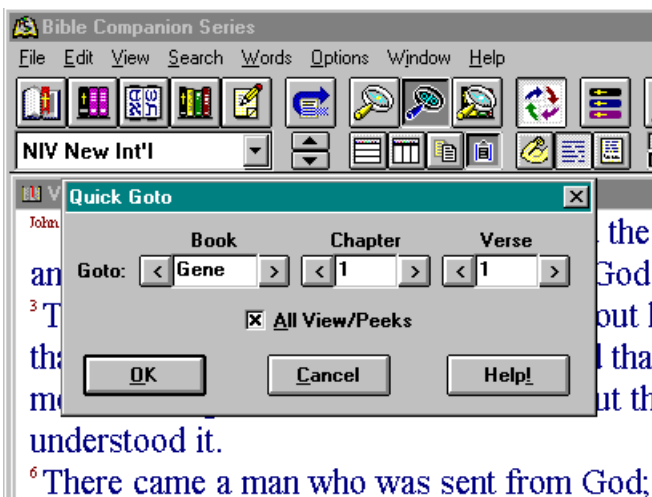 Bible Companion Series
File Edit View Search Words Options Window Help
NIV New Int'l
V
Quick Goto
John
the
Book Chapter Verse
an
Goto: < Gene > < 1 > < 1 >
God
3 T
out
All View/Peeks
tha
OK Cancel Help!
ut th
understood it.
6 There came a man who was sent from God;